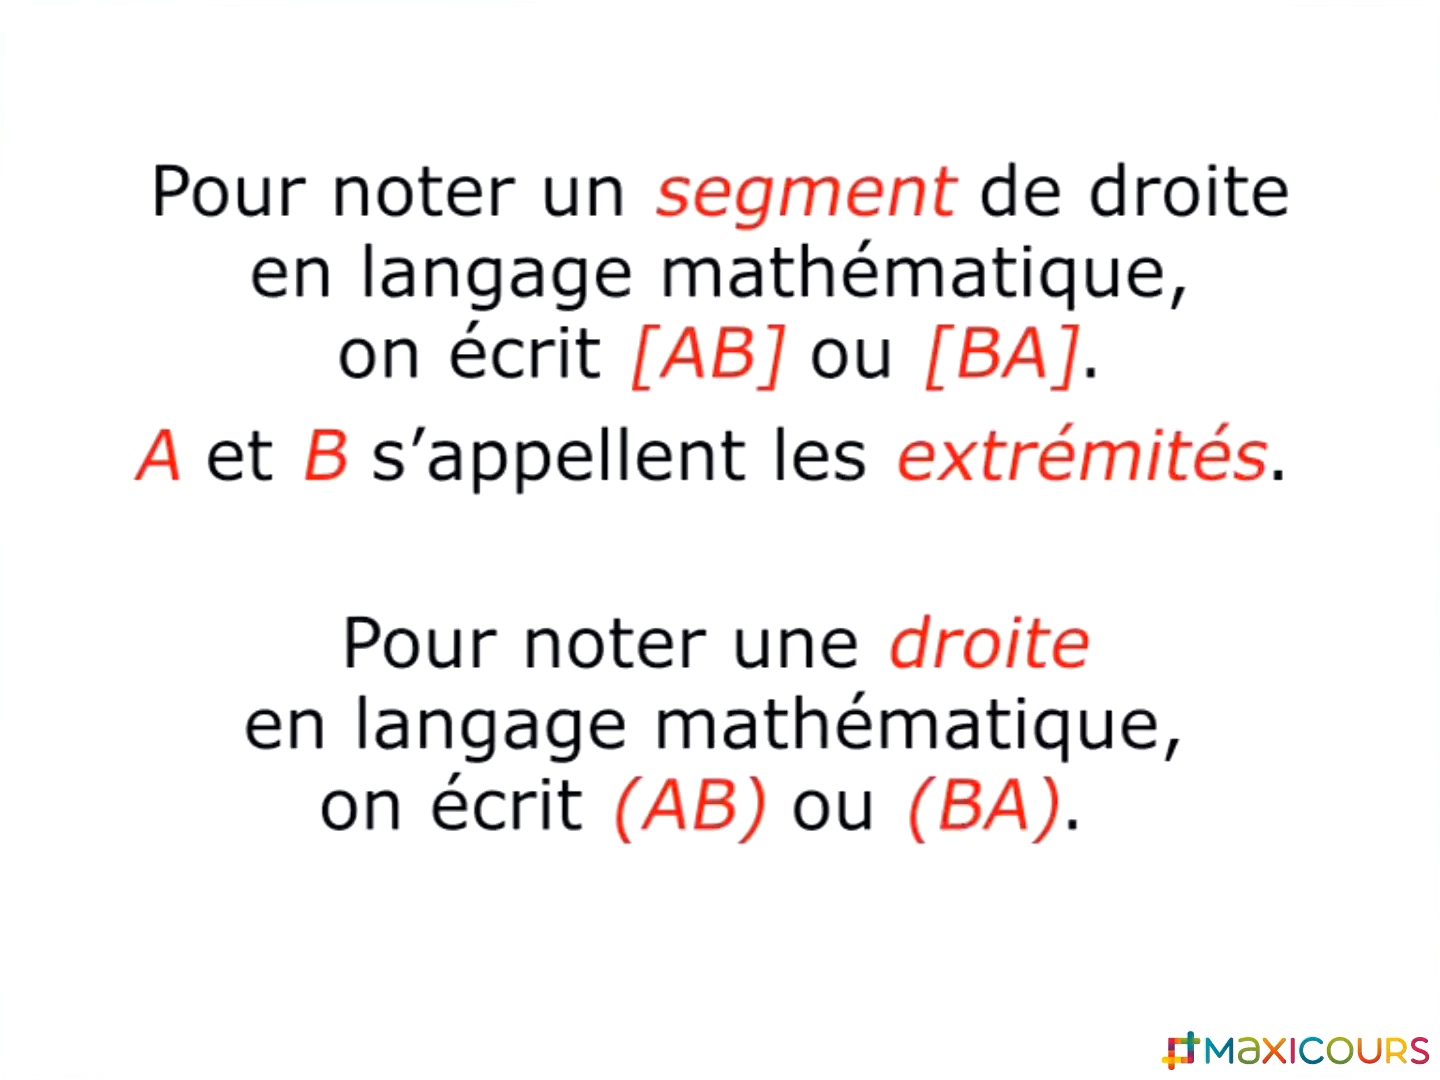 Pour noter un segment de droite
en langage mathématique,
on écrit [AB] ou [BA].
A et B s’appellent les extrémités.
Pour noter une droite
en langage mathématique,
on écrit (AB) ou (BA).
MAXICOURS